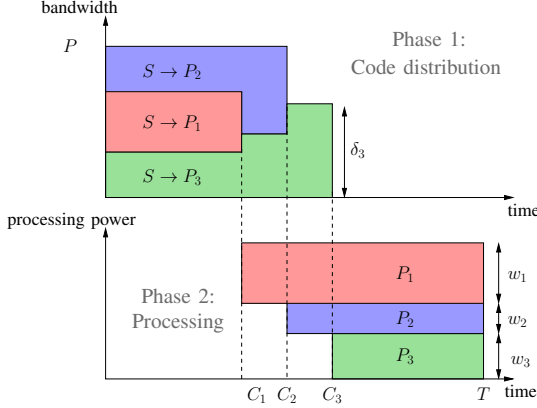 bandwidth
P
Phase 1:
Code distribution
S → P₂
S → P₁
S → P₃
δ₃
time
processing power
Phase 2:
Processing
P₁
P₂
P₃
w₁
w₂
w₃
C₁ C₂ C₃ T time